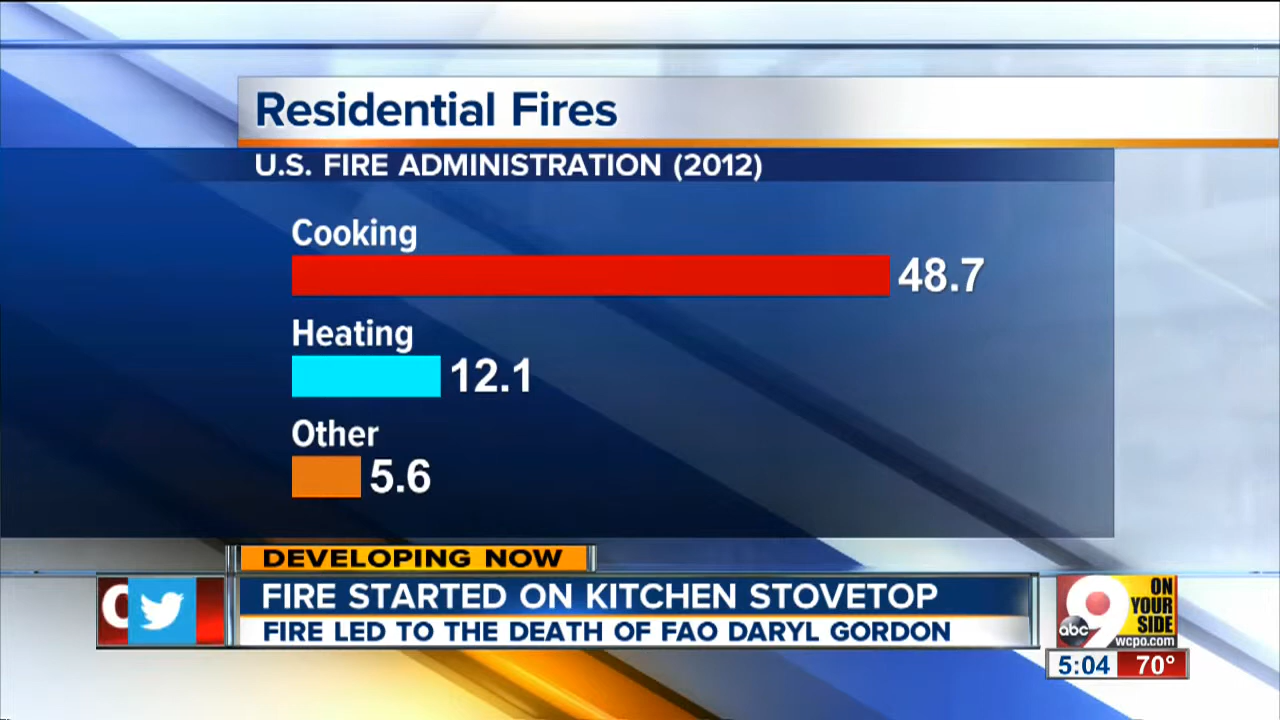 Residential Fires
U.S. FIRE ADMINISTRATION (2012)
Cooking
48.7
Heating
12.1
Other
5.6
DEVELOPING NOW
FIRE STARTED ON KITCHEN STOVETOP
FIRE LED TO THE DEATH OF FAO DARYL GORDON
9
abc
ON
YOUR
SIDE
wcpo.com
5:04 70°